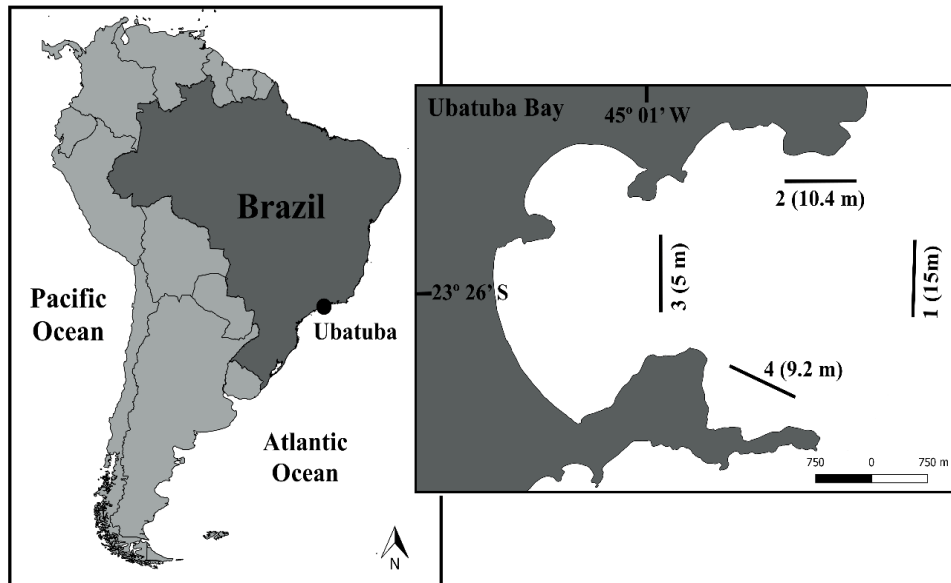 Brazil
Pacific
Ocean
Ubatuba
Atlantic
Ocean
N
Ubatuba Bay
45º 01’ W
2 (10.4 m)
23º 26’ S
3 (5 m)
1 (15m)
4 (9.2 m)
750 0 750 m